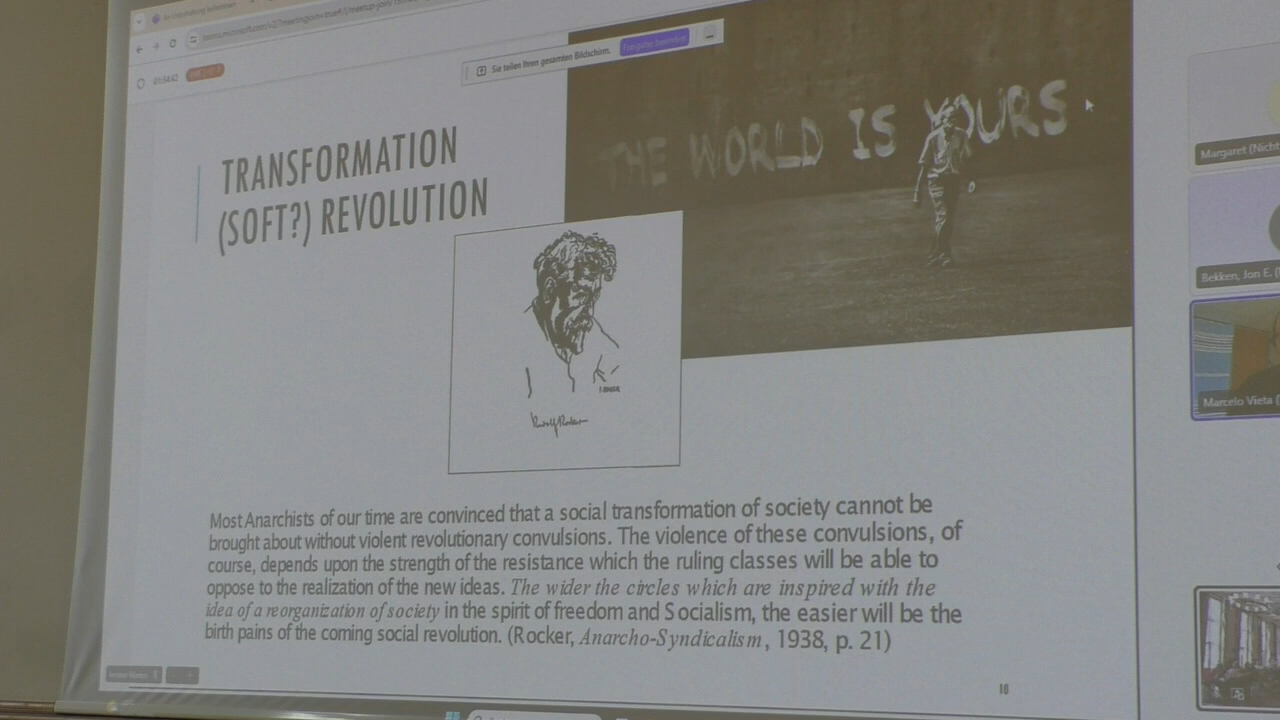 01:54:42
Sie teilen Ihren gesamten Bildschirm.
THE WORLD IS YOURS
TRANSFORMATION
(SOFT?) REVOLUTION
Rudolf Rocker
Margaret (Nicht
Bekken, Jon E. (
Marcelo Vieta (
Most Anarchists of our time are convinced that a social transformation of society cannot be
brought about without violent revolutionary convulsions. The violence of these convulsions, of
course, depends upon the strength of the resistance which the ruling classes will be able to
oppose to the realization of the new ideas. The wider the circles which are inspired with the
idea of a reorganization of society in the spirit of freedom and Socialism, the easier will be the
birth pains of the coming social revolution. (Rocker, Anarcho-Syndicalism, 1938, p. 21)
10